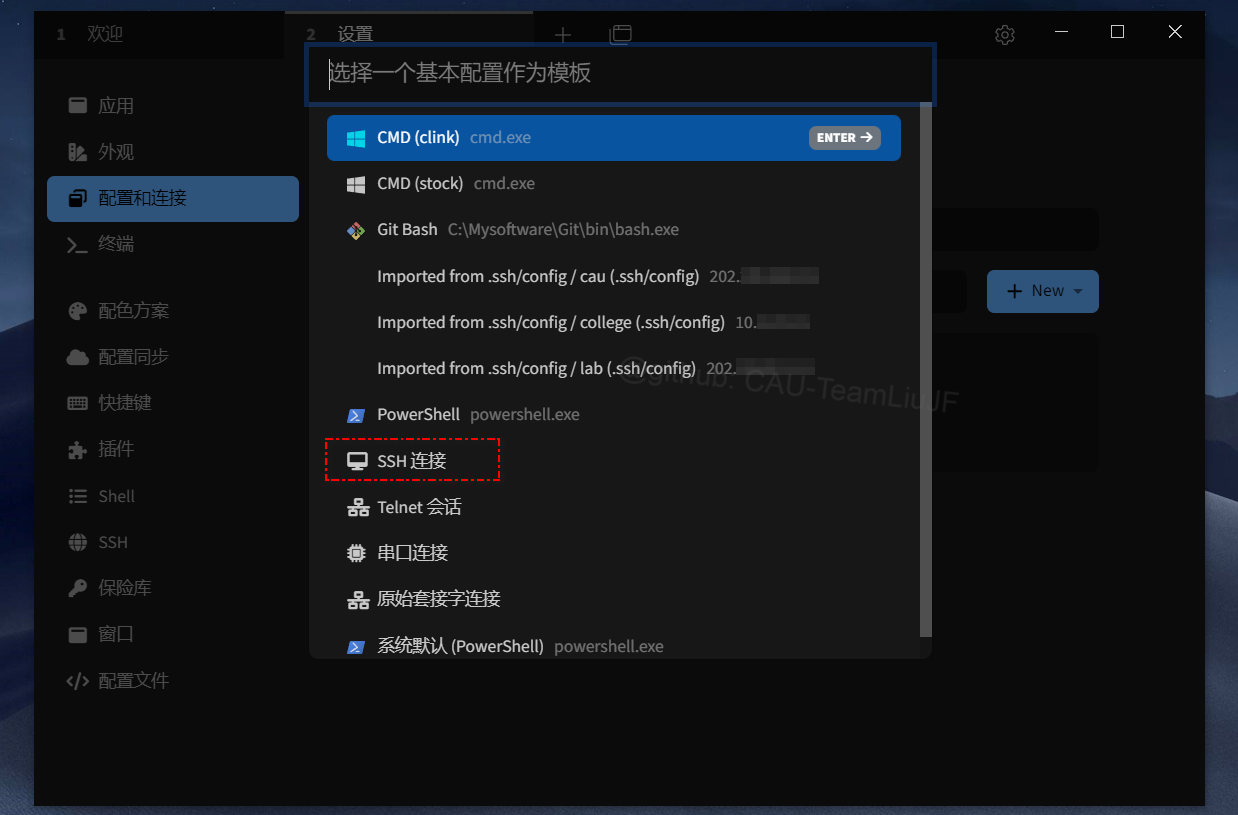 1 欢迎
2 设置
选择一个基本配置作为模板
CMD (clink) cmd.exe ENTER →
CMD (stock) cmd.exe
Git Bash C:\Mysoftware\Git\bin\bash.exe
Imported from .ssh/config / cau (.ssh/config) 202.
Imported from .ssh/config / college (.ssh/config) 10.
Imported from .ssh/config / lab (.ssh/config) 202.
PowerShell powershell.exe
SSH 连接
Telnet 会话
串口连接
原始套接字连接
系统默认 (PowerShell) powershell.exe
应用
外观
配置和连接
终端
配色方案
配置同步
快捷键
插件
Shell
SSH
保险库
窗口
配置文件
+ New
@github: CAU-TeamLiuJF